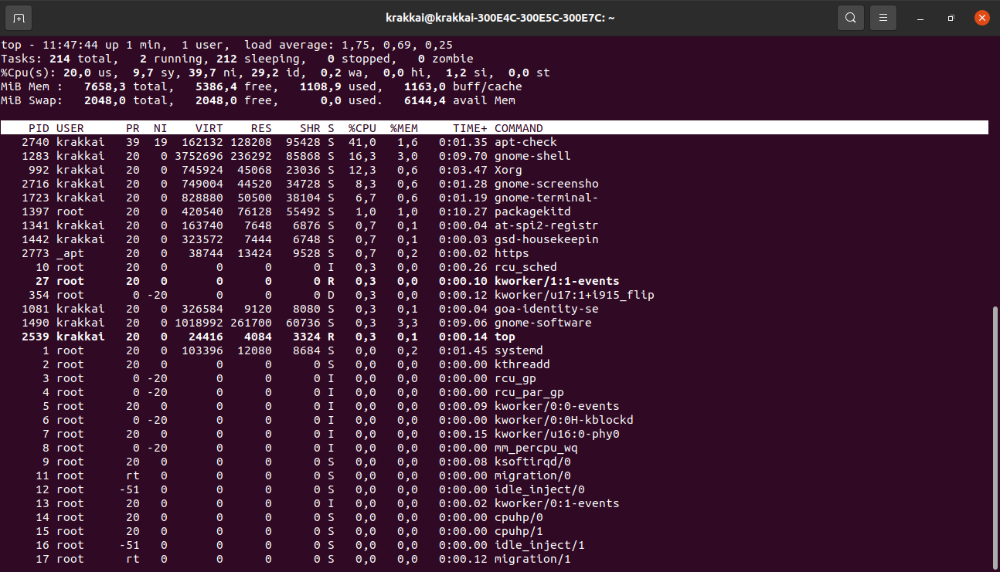 krakkai@krakkai-300E4C-300E5C-300E7C: ~
top - 11:47:44 up 1 min,  1 user,  load average: 1,75, 0,69, 0,25
Tasks: 214 total,   2 running, 212 sleeping,   0 stopped,   0 zombie
%Cpu(s): 20,0 us,  9,7 sy, 39,7 ni, 29,2 id,  0,2 wa,  0,0 hi,  1,2 si,  0,0 st
MiB Mem :   7658,3 total,   5386,4 free,   1108,9 used,   1163,0 buff/cache
MiB Swap:   2048,0 total,   2048,0 free,      0,0 used.   6144,4 avail Mem
PID USER      PR  NI    VIRT    RES    SHR S  %CPU  %MEM     TIME+ COMMAND
2740 krakkai   39  19  162132 128208  95428 S  41,0   1,6   0:01.35 apt-check
1283 krakkai   20   0 3752696 236292  85868 S  16,3   3,0   0:09.70 gnome-shell
992 krakkai   20   0  745924  45068  23036 S  12,3   0,6   0:03.47 Xorg
2716 krakkai   20   0  749004  44520  34728 S   8,3   0,6   0:01.28 gnome-screensho
1723 krakkai   20   0  828880  50500  38104 S   6,7   0,6   0:01.19 gnome-terminal-
1397 root      20   0  420540  76128  55492 S   1,0   1,0   0:10.27 packagekitd
1341 krakkai   20   0  163740   7648   6876 S   0,7   0,1   0:00.04 at-spi2-registr
1442 krakkai   20   0  323572   7444   6748 S   0,7   0,1   0:00.03 gsd-housekeepin
2773 _apt      20   0   38744  13424   9528 S   0,7   0,2   0:00.02 https
10 root      20   0       0      0      0 I   0,3   0,0   0:00.26 rcu_sched
27 root      20   0       0      0      0 R   0,3   0,0   0:00.10 kworker/1:1-events
354 root       0 -20       0      0      0 D   0,3   0,0   0:00.12 kworker/u17:1+i915_flip
1081 krakkai   20   0  326584   9120   8080 S   0,3   0,1   0:00.04 goa-identity-se
1490 krakkai   20   0 1018992 261700  60736 S   0,3   3,3   0:09.06 gnome-software
2539 krakkai   20   0   24416   4084   3324 R   0,3   0,1   0:00.14 top
1 root      20   0  103396  12080   8684 S   0,0   0,2   0:01.45 systemd
2 root      20   0       0      0      0 S   0,0   0,0   0:00.00 kthreadd
3 root       0 -20       0      0      0 I   0,0   0,0   0:00.00 rcu_gp
4 root       0 -20       0      0      0 I   0,0   0,0   0:00.00 rcu_par_gp
5 root      20   0       0      0      0 I   0,0   0,0   0:00.09 kworker/0:0-events
6 root       0 -20       0      0      0 I   0,0   0,0   0:00.00 kworker/0:0H-kblockd
7 root      20   0       0      0      0 I   0,0   0,0   0:00.15 kworker/u16:0-phy0
8 root       0 -20       0      0      0 I   0,0   0,0   0:00.00 mm_percpu_wq
9 root      20   0       0      0      0 S   0,0   0,0   0:00.08 ksoftirqd/0
11 root      rt   0       0      0      0 S   0,0   0,0   0:00.00 migration/0
12 root     -51   0       0      0      0 S   0,0   0,0   0:00.00 idle_inject/0
13 root      20   0       0      0      0 I   0,0   0,0   0:00.02 kworker/0:1-events
14 root      20   0       0      0      0 S   0,0   0,0   0:00.00 cpuhp/0
15 root      20   0       0      0      0 S   0,0   0,0   0:00.00 cpuhp/1
16 root     -51   0       0      0      0 S   0,0   0,0   0:00.00 idle_inject/1
17 root      rt   0       0      0      0 S   0,0   0,0   0:00.12 migration/1